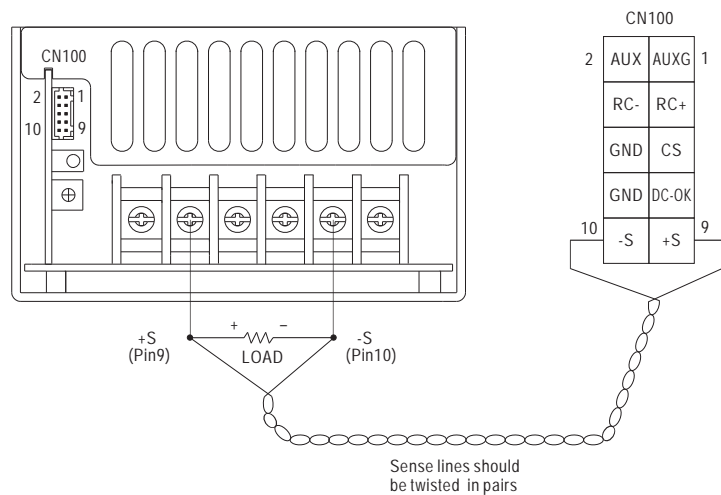 CN100
2 1
10 9
+S
(Pin9)
+ −
LOAD
-S
(Pin10)
CN100
2 AUX AUXG 1
RC- RC+
GND CS
GND DC-OK
10 -S +S 9
Sense lines should
be twisted in pairs